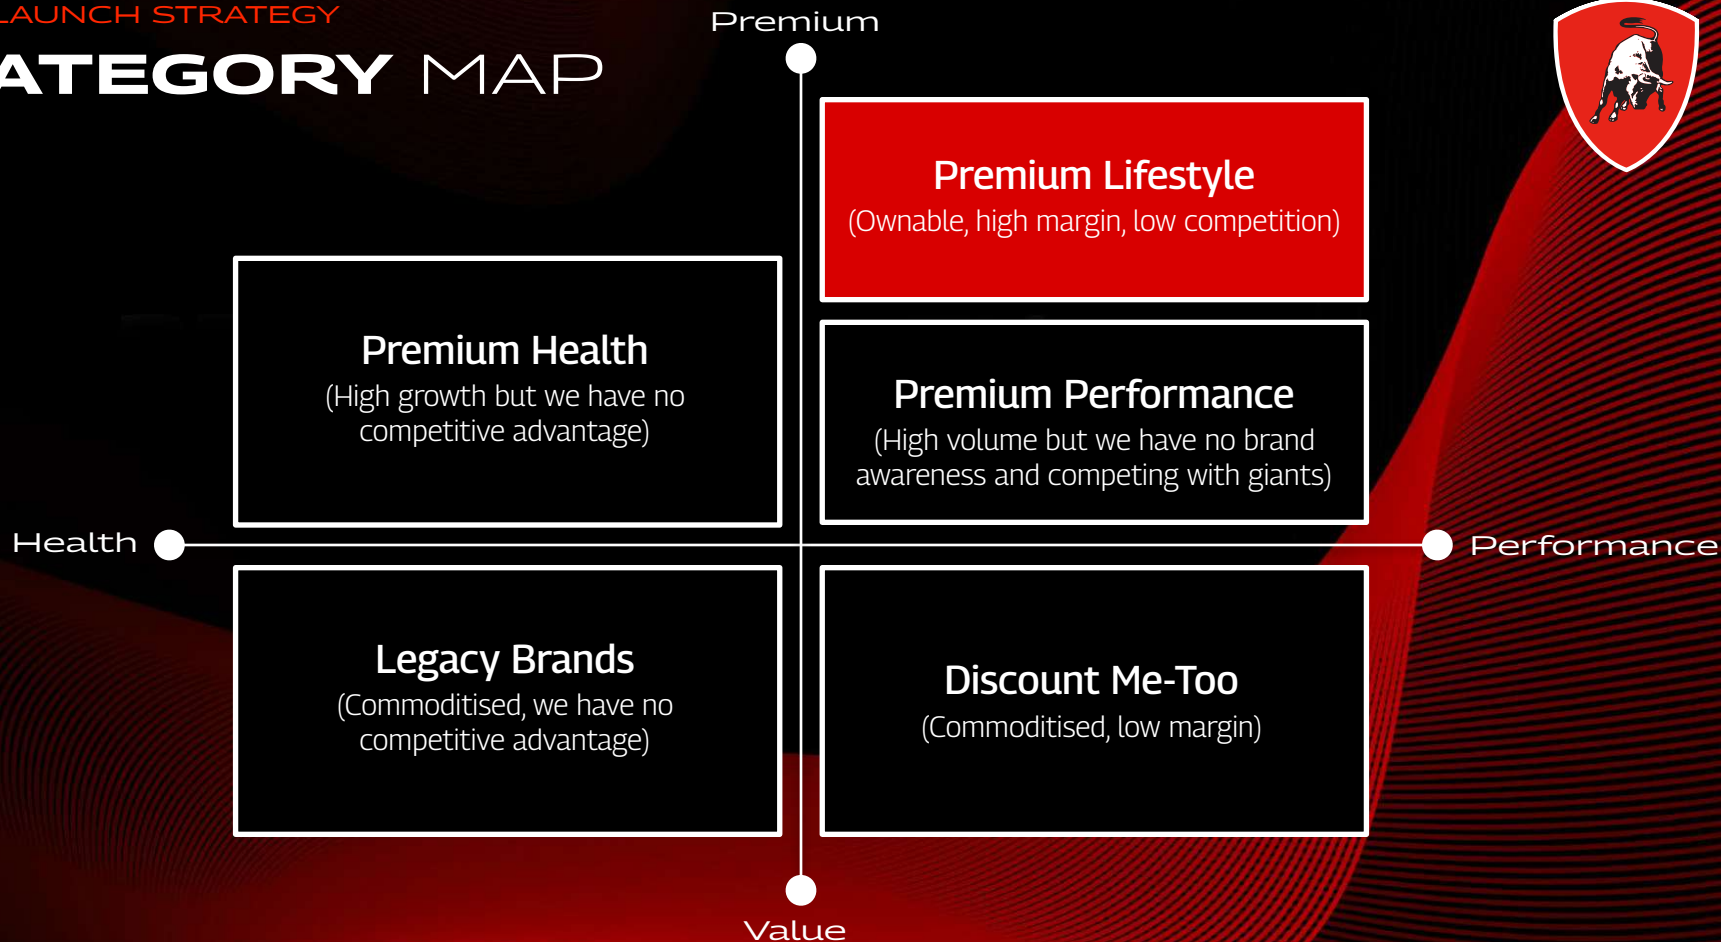 LAUNCH STRATEGY
ATEGORY MAP
Premium
Premium Lifestyle
(Ownable, high margin, low competition)
Premium Health
(High growth but we have no
competitive advantage)
Premium Performance
(High volume but we have no brand
awareness and competing with giants)
Health
Performance
Legacy Brands
(Commoditised, we have no
competitive advantage)
Discount Me-Too
(Commoditised, low margin)
Value